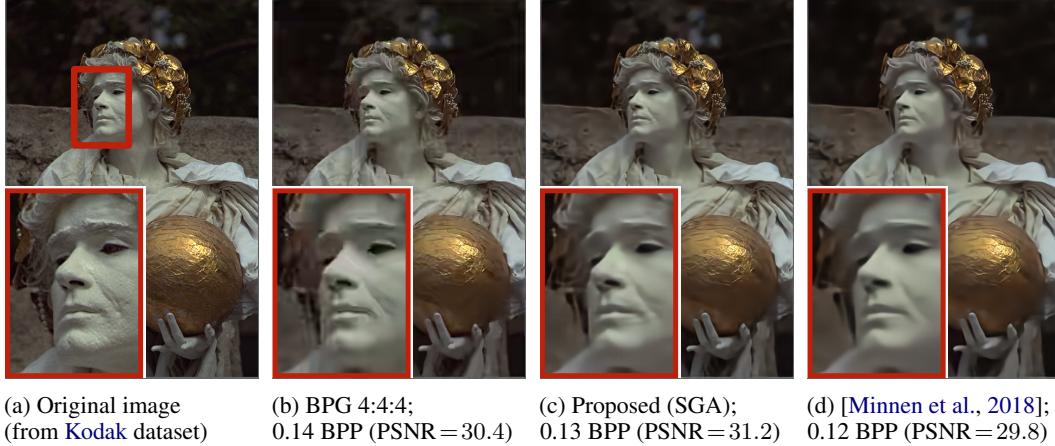 (a) Original image
(from Kodak dataset)
(b) BPG 4:4:4;
0.14 BPP (PSNR=30.4)
(c) Proposed (SGA);
0.13 BPP (PSNR=31.2)
(d) [Minnen et al., 2018];
0.12 BPP (PSNR=29.8)